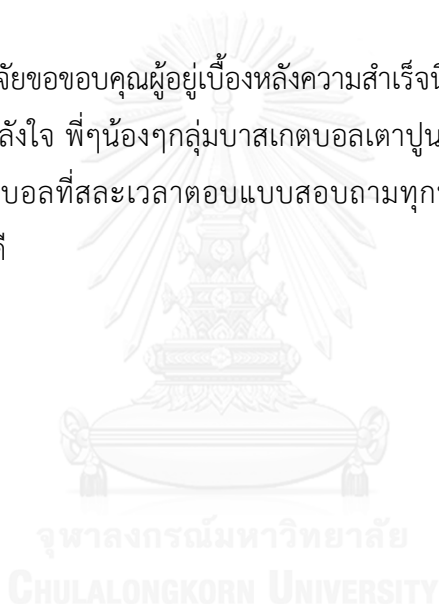 จัยขอขอบคุณผู้อยู่เบื้องหลังความสำเร็จนี
ลังใจ พี่ๆน้องๆกลุ่มบาสเกตบอลเตาปูน
บอลที่สละเวลาตอบแบบสอบถามทุก
จุฬาลงกรณ์มหาวิทยาลัย
CHULALONGKORN UNIVERSITY